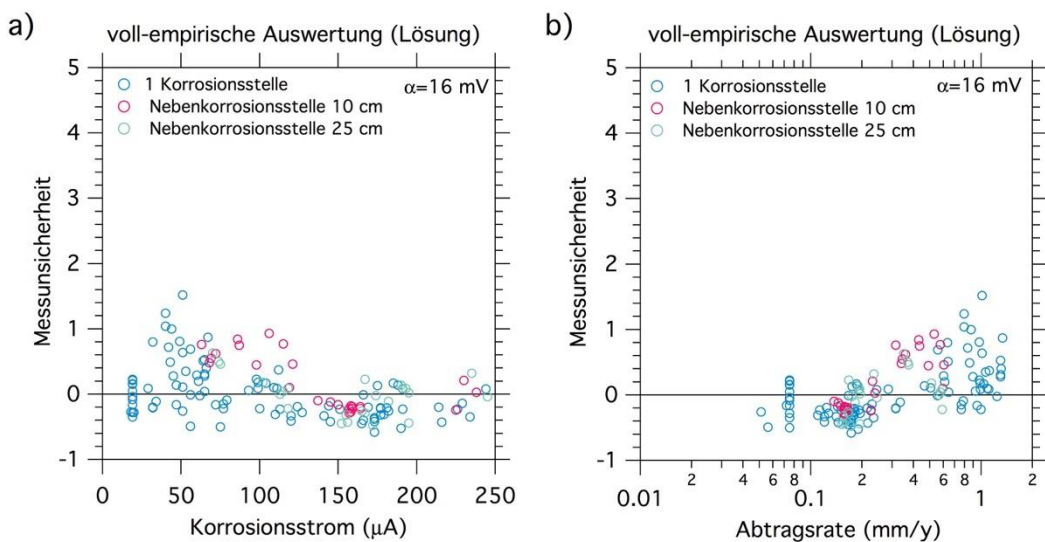 a)
voll-empirische Auswertung (Lösung)
1 Korrosionsstelle
α=16 mV
Nebenkorrosionsstelle 10 cm
Nebenkorrosionsstelle 25 cm
Messunsicherheit
5
4
3
2
1
0
-1
0 50 100 150 200 250
Korrosionsstrom (µA)
b)
voll-empirische Auswertung (Lösung)
1 Korrosionsstelle
α=16 mV
Nebenkorrosionsstelle 10 cm
Nebenkorrosionsstelle 25 cm
Messunsicherheit
5
4
3
2
1
0
-1
0.01 2 4 6 8 0.1 2 4 6 8 1 2
Abtragsrate (mm/y)